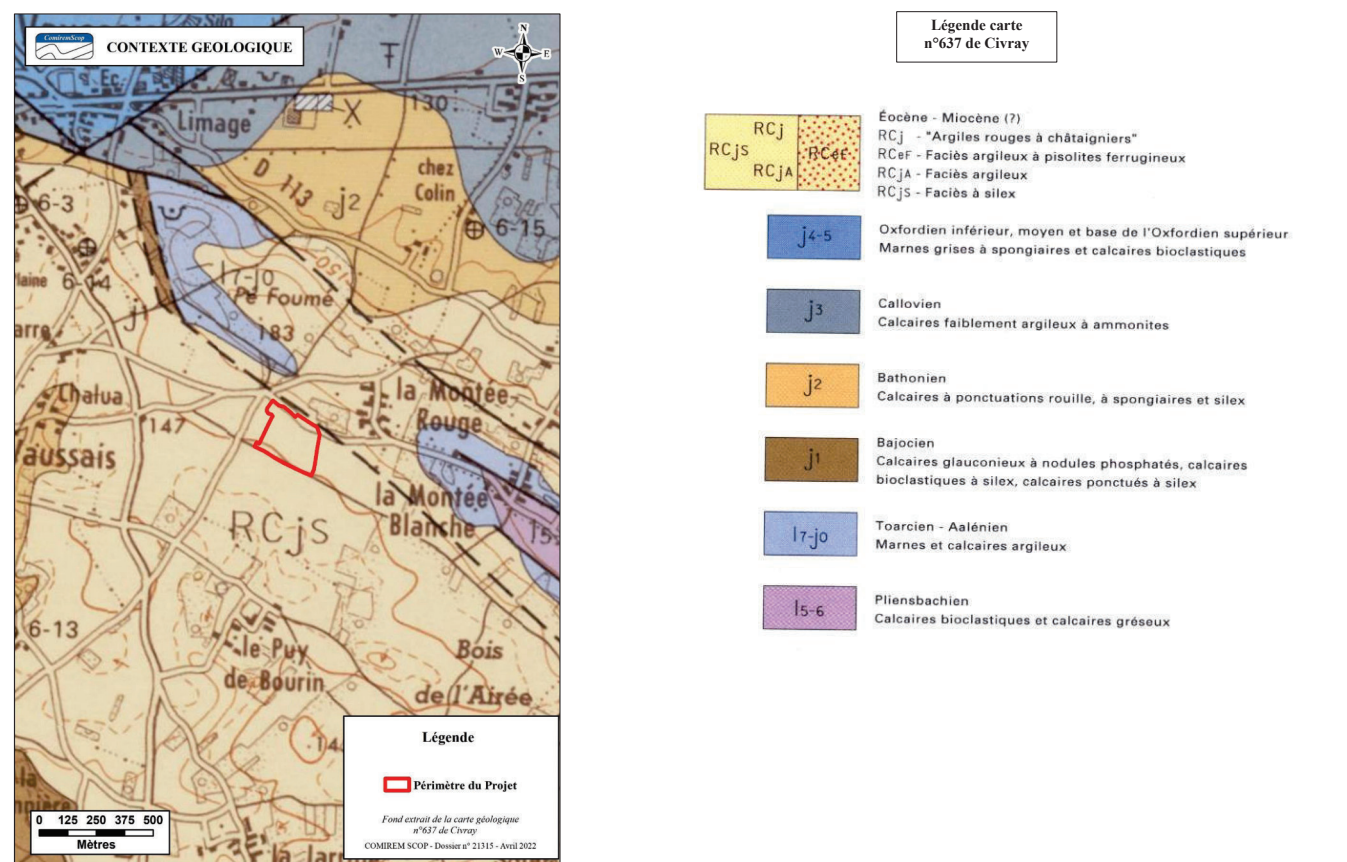 ComiremScop
CONTEXTE GEOLOGIQUE
N
W
E
S
Silo
Ec.
Ŧ
Limage
X
130
D 113
chez
Colin
j2
6-3
6-15
6-14
l7-j0
150
Pé Foumé
183
Chalua
147
la Montée-
Rouge
la Montée
Blanche
RCjS
6-13
le Puy
de Bourin
Bois
de l'Airée
Légende
Périmètre du Projet
Fond extrait de la carte géologique
n°637 de Civray
COMIREM SCOP - Dossier n° 21315 - Avril 2022
0 125 250 375 500
Mètres
Légende carte
n°637 de Civray
RCj
RCjS
RCjA
RCeF
Éocène - Miocène (?)
RCj - "Argiles rouges à châtaigniers"
RCeF - Faciès argileux à pisolites ferrugineux
RCjA - Faciès argileux
RCjS - Faciès à silex
j4-5
Oxfordien inférieur, moyen et base de l'Oxfordien supérieur
Marnes grises à spongiaires et calcaires bioclastiques
j3
Callovien
Calcaires faiblement argileux à ammonites
j2
Bathonien
Calcaires à ponctuations rouille, à spongiaires et silex
j1
Bajocien
Calcaires glauconieux à nodules phosphatés, calcaires
bioclastiques à silex, calcaires ponctués à silex
l7-j0
Toarcien - Aalénien
Marnes et calcaires argileux
l5-6
Pliensbachien
Calcaires bioclastiques et calcaires gréseux